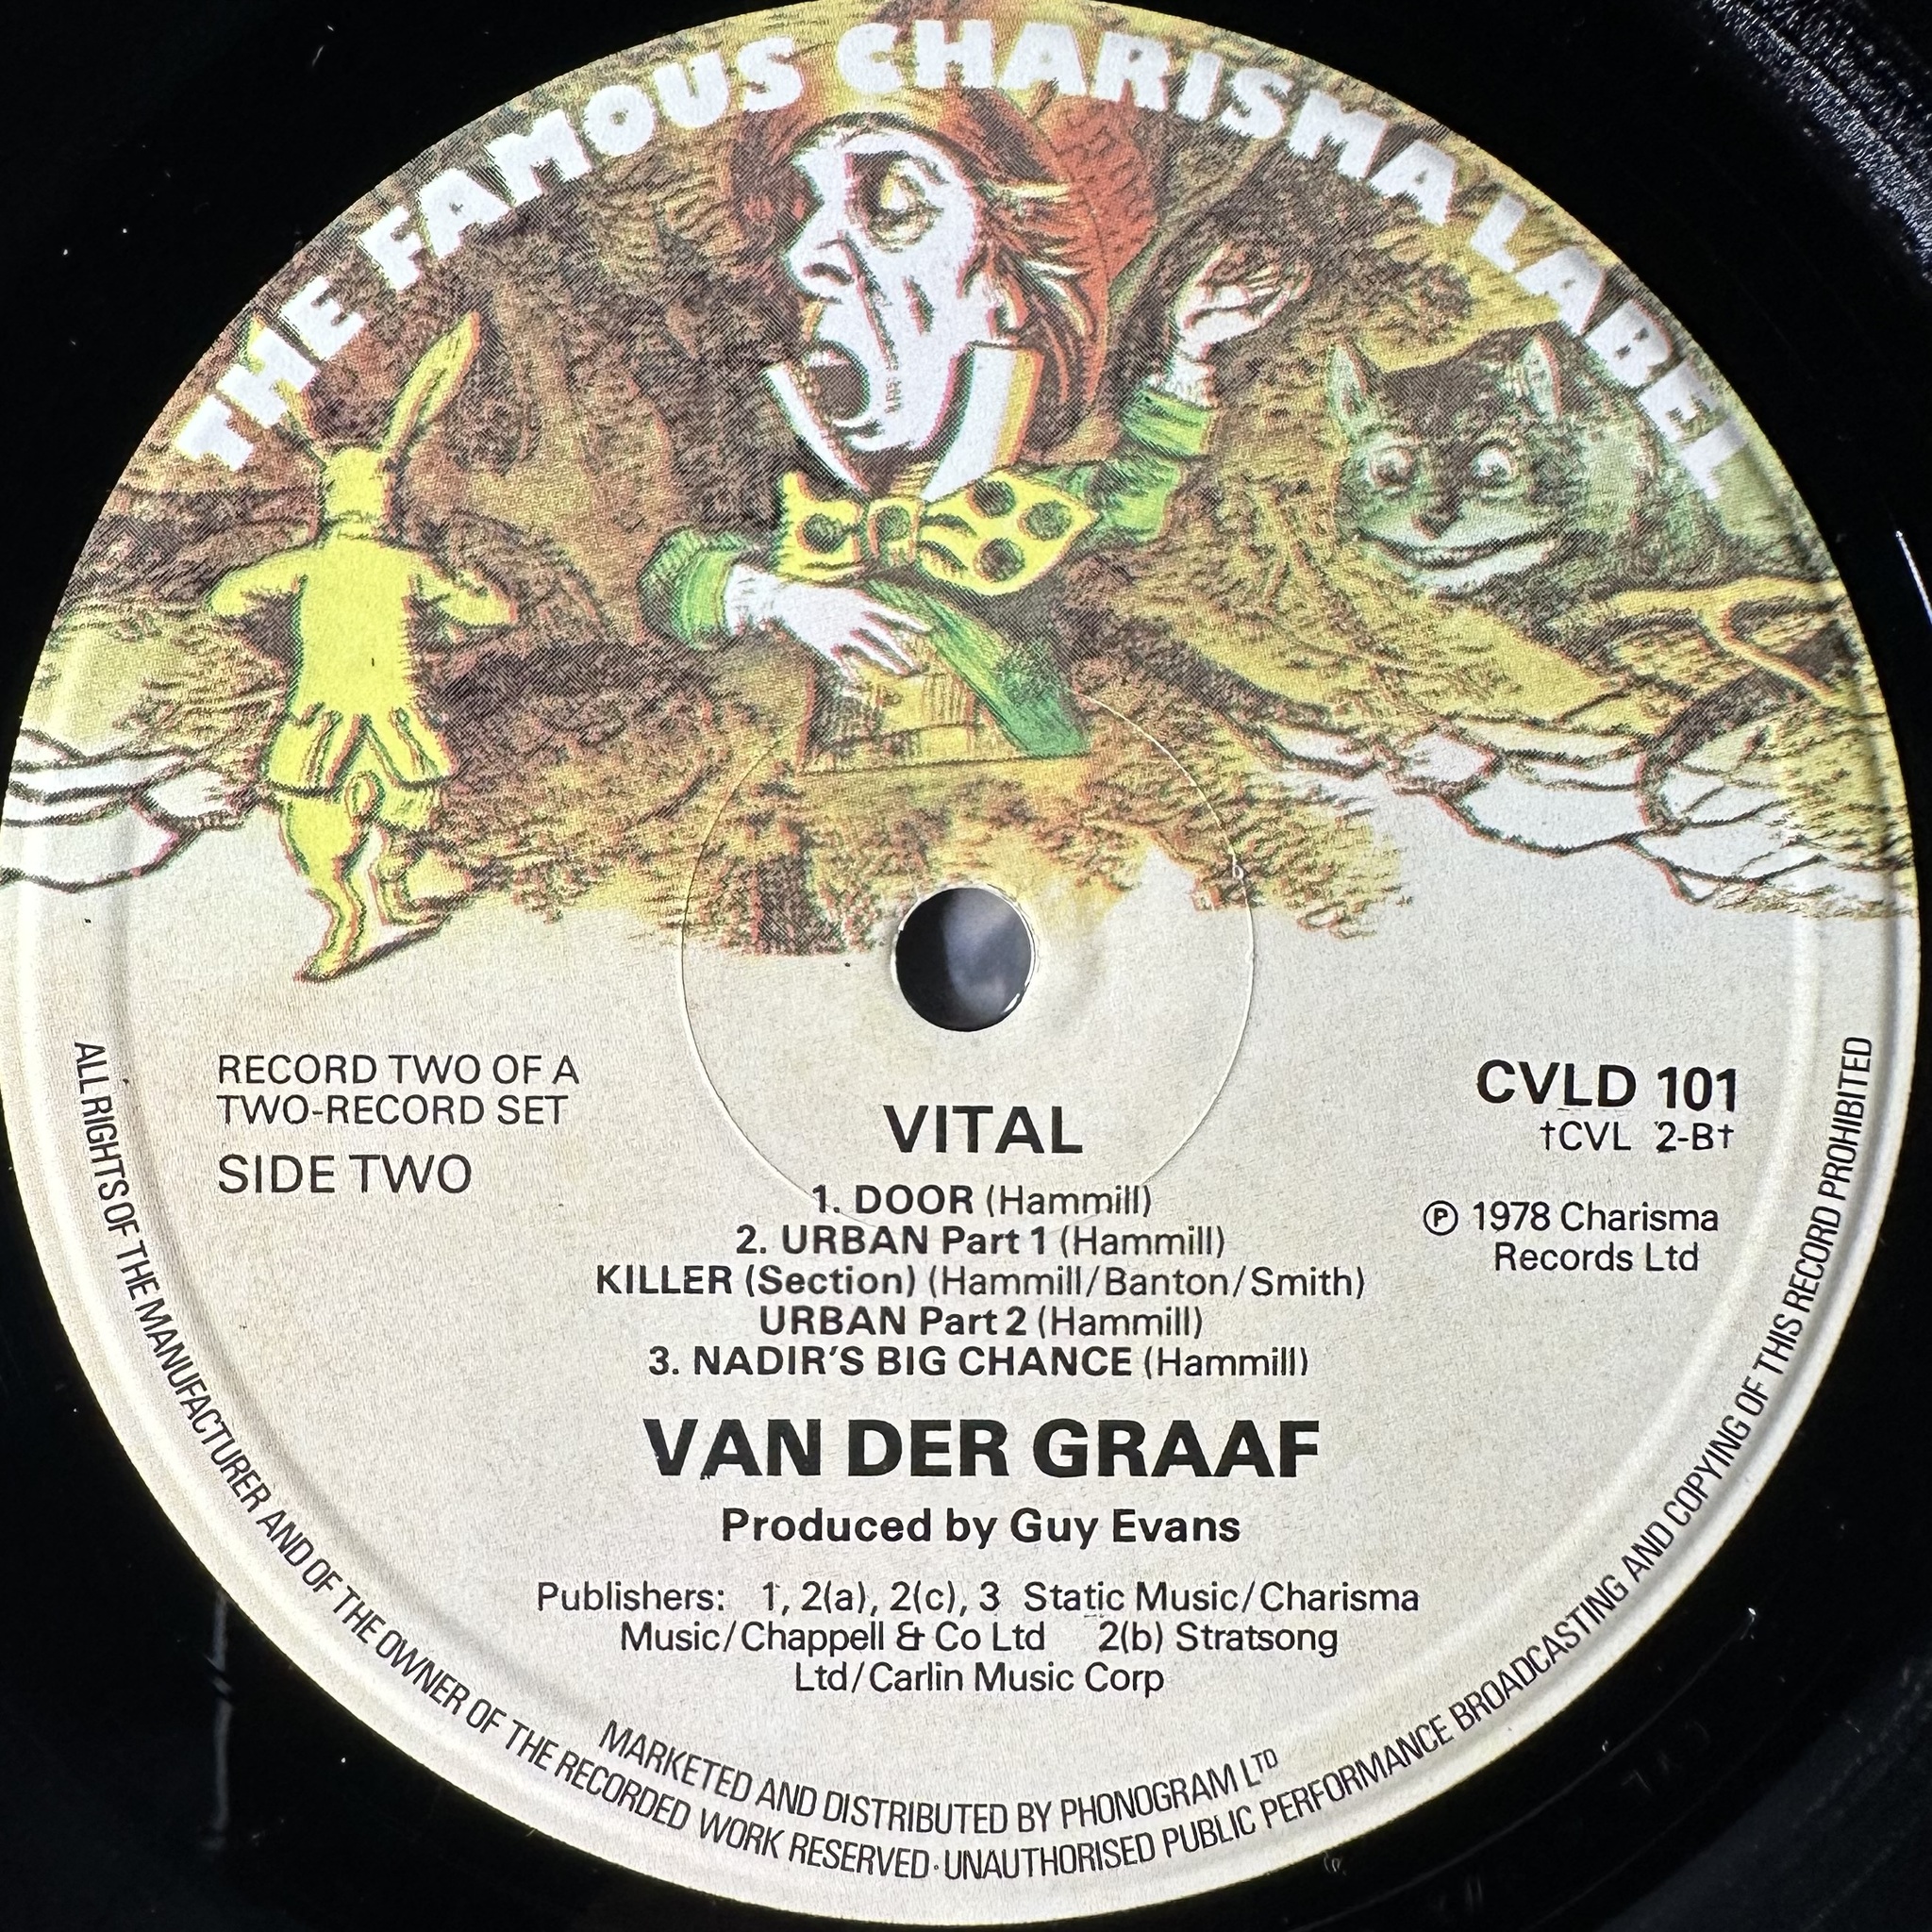 THE FAMOUS CHARISMA LABEL
RECORD TWO OF A
TWO-RECORD SET
SIDE TWO
CVLD 101
†CVL 2-B†
℗ 1978 Charisma
Records Ltd
VITAL
1. DOOR (Hammill)
2. URBAN Part 1 (Hammill)
KILLER (Section) (Hammill/Banton/Smith)
URBAN Part 2 (Hammill)
3. NADIR'S BIG CHANCE (Hammill)
VAN DER GRAAF
Produced by Guy Evans
Publishers: 1, 2(a), 2(c), 3 Static Music/Charisma
Music/Chappell & Co Ltd 2(b) Stratsong
Ltd/Carlin Music Corp
MARKETED AND DISTRIBUTED BY PHONOGRAM LTD
ALL RIGHTS OF THE MANUFACTURER AND OF THE OWNER OF THE RECORDED WORK RESERVED · UNAUTHORISED PUBLIC PERFORMANCE BROADCASTING AND COPYING OF THIS RECORD PROHIBITED